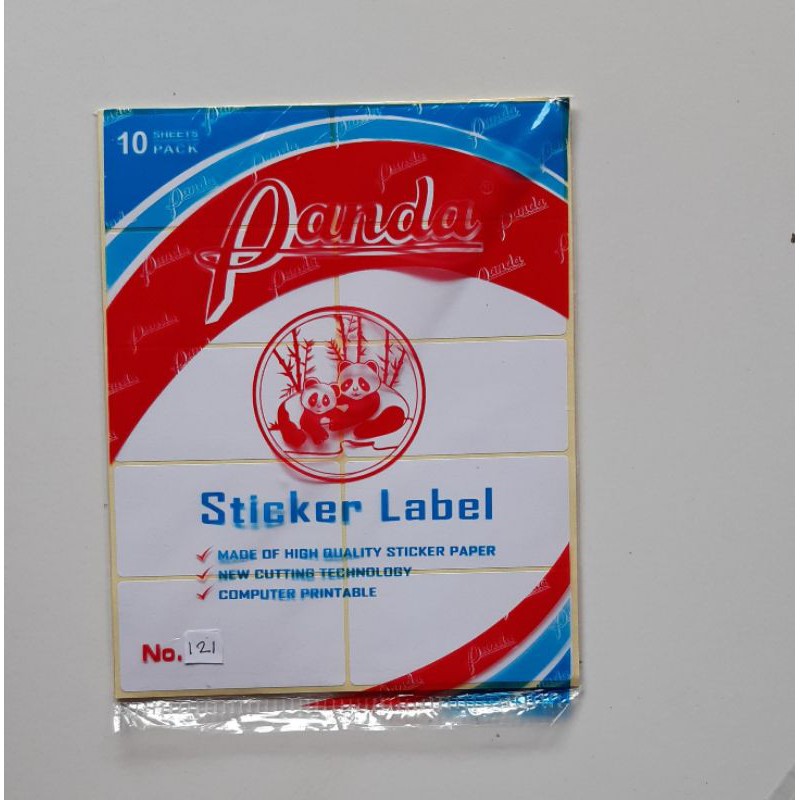 10 SHEETS
PACK
Panda ®
Sticker Label
MADE OF HIGH QUALITY STICKER PAPER
NEW CUTTING TECHNOLOGY
COMPUTER PRINTABLE
No. 121